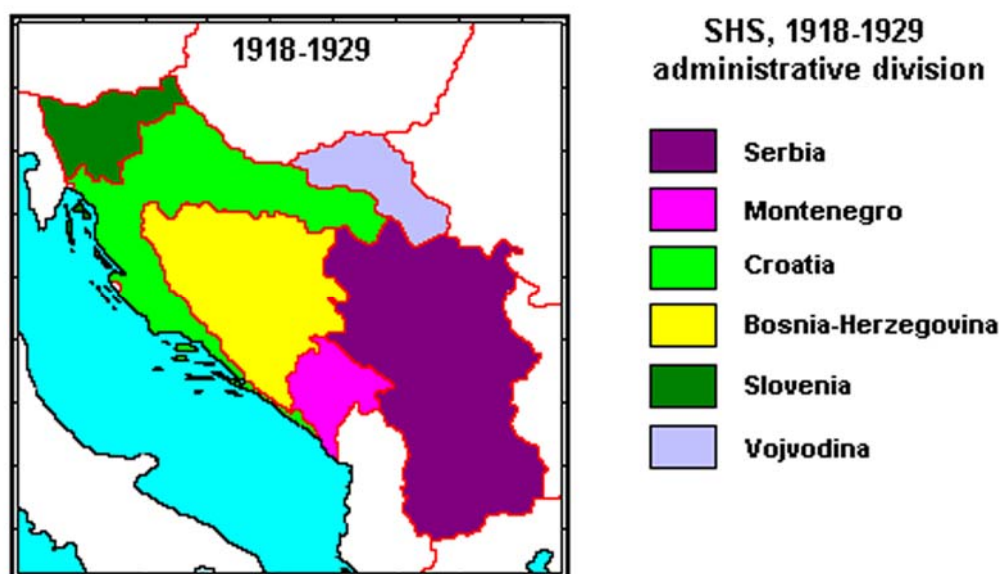 1918-1929
SHS, 1918-1929
administrative division
Serbia
Montenegro
Croatia
Bosnia-Herzegovina
Slovenia
Vojvodina